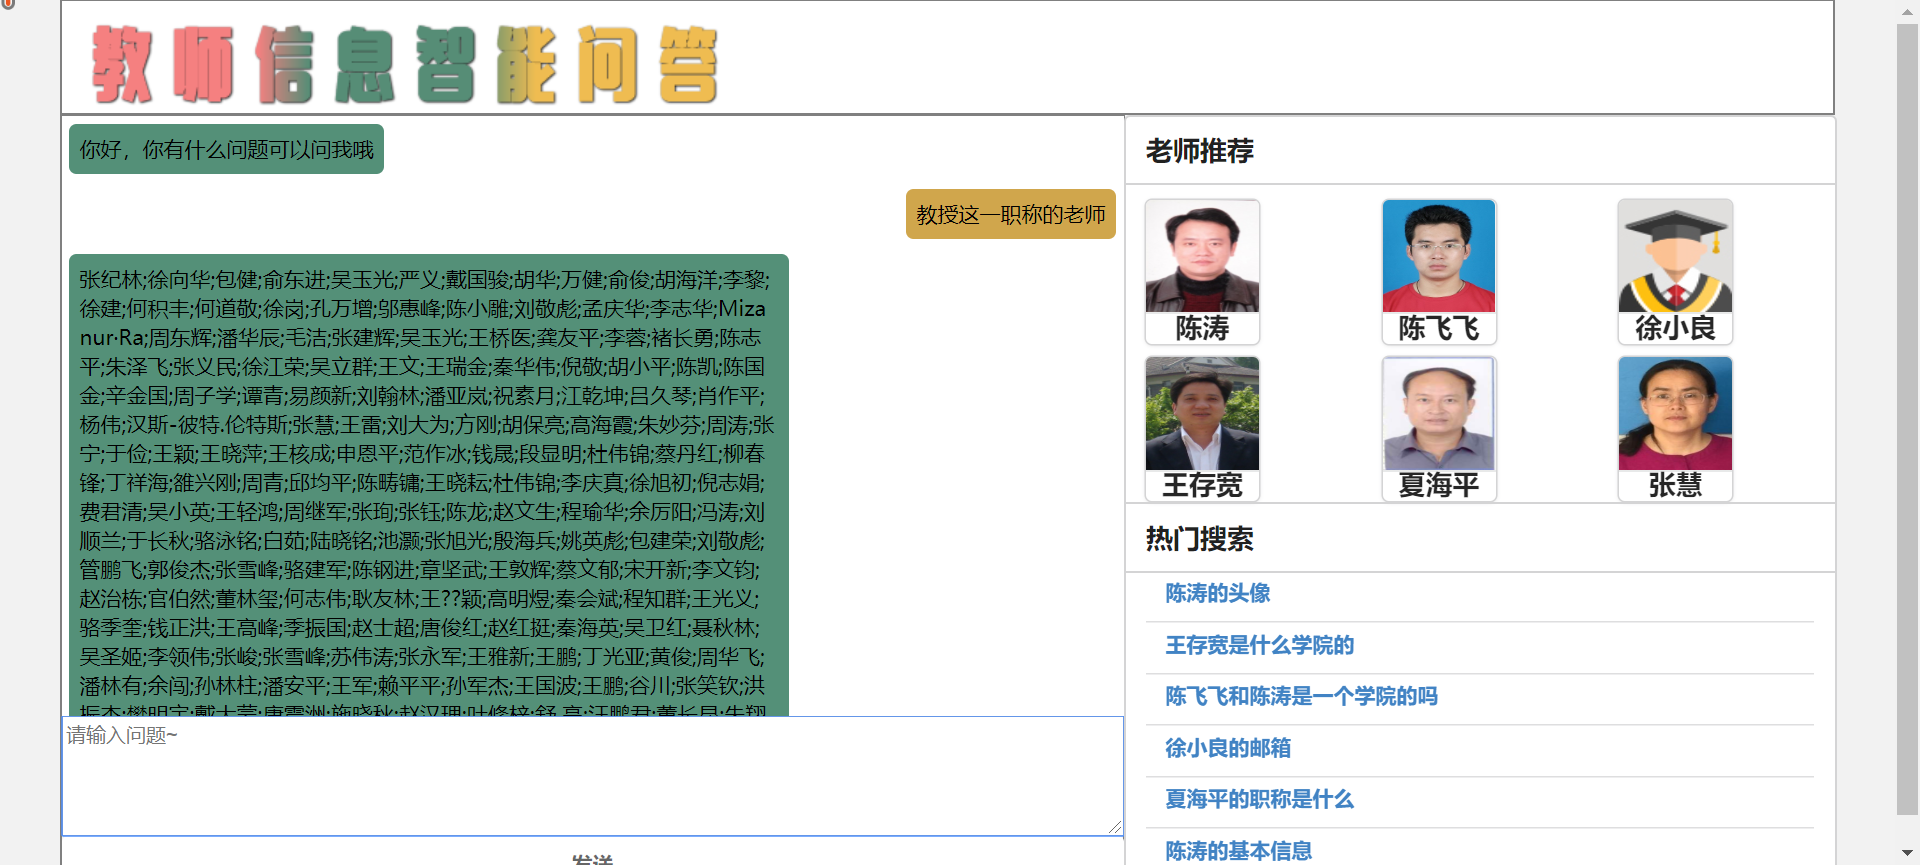 教师信息智能问答
你好，你有什么问题可以问我哦
教授这一职称的老师
张纪林;徐向华;包健;俞东进;吴玉光;严义;戴国骏;胡华;万健;俞俊;胡海洋;李黎;
徐建;何积丰;何道敬;徐岗;孔万增;邬惠峰;陈小雕;刘敬彪;孟庆华;李志华;Miza
nur·Ra;周东辉;潘华辰;毛洁;张建辉;吴玉光;王桥医;龚友平;李蓉;褚长勇;陈志
平;朱泽飞;张义民;徐江荣;吴立群;王文;王瑞金;秦华伟;倪敬;胡小平;陈凯;陈国
金;辛金国;周子学;谭青;易颜新;刘翰林;潘亚岚;祝素月;江乾坤;吕久琴;肖作平;
杨伟;汉斯-彼特.伦特斯;张慧;王雷;刘大为;方刚;胡保亮;高海霞;朱妙芬;周涛;张
宁;于俭;王颖;王晓萍;王核成;申恩平;范作冰;钱晟;段显明;杜伟锦;蔡丹红;柳春
锋;丁祥海;雒兴刚;周青;邱均平;陈畴镛;王晓耘;杜伟锦;李庆真;徐旭初;倪志娟;
费君清;吴小英;王轻鸿;周继军;张珣;张钰;陈龙;赵文生;程瑜华;余厉阳;冯涛;刘
顺兰;于长秋;骆泳铭;白茹;陆晓铭;池灏;张旭光;殷海兵;姚英彪;包建荣;刘敬彪;
管鹏飞;郭俊杰;张雪峰;骆建军;陈钢进;章坚武;王敦辉;蔡文郁;宋开新;李文钧;
赵治栋;官伯然;董林玺;何志伟;耿友林;王??颖;高明煜;秦会斌;程知群;王光义;
骆季奎;钱正洪;王高峰;季振国;赵士超;唐俊红;赵红挺;秦海英;吴卫红;聂秋林;
吴圣姬;李领伟;张峻;张雪峰;苏伟涛;张永军;王雅新;王鹏;丁光亚;黄俊;周华飞;
潘林有;余闯;孙林柱;潘安平;王军;赖平平;孙军杰;王国波;王鹏;谷川;张笑钦;洪
请输入问题~
发送
老师推荐
陈涛
陈飞飞
徐小良
王存宽
夏海平
张慧
热门搜索
陈涛的头像
王存宽是什么学院的
陈飞飞和陈涛是一个学院的吗
徐小良的邮箱
夏海平的职称是什么
陈涛的基本信息